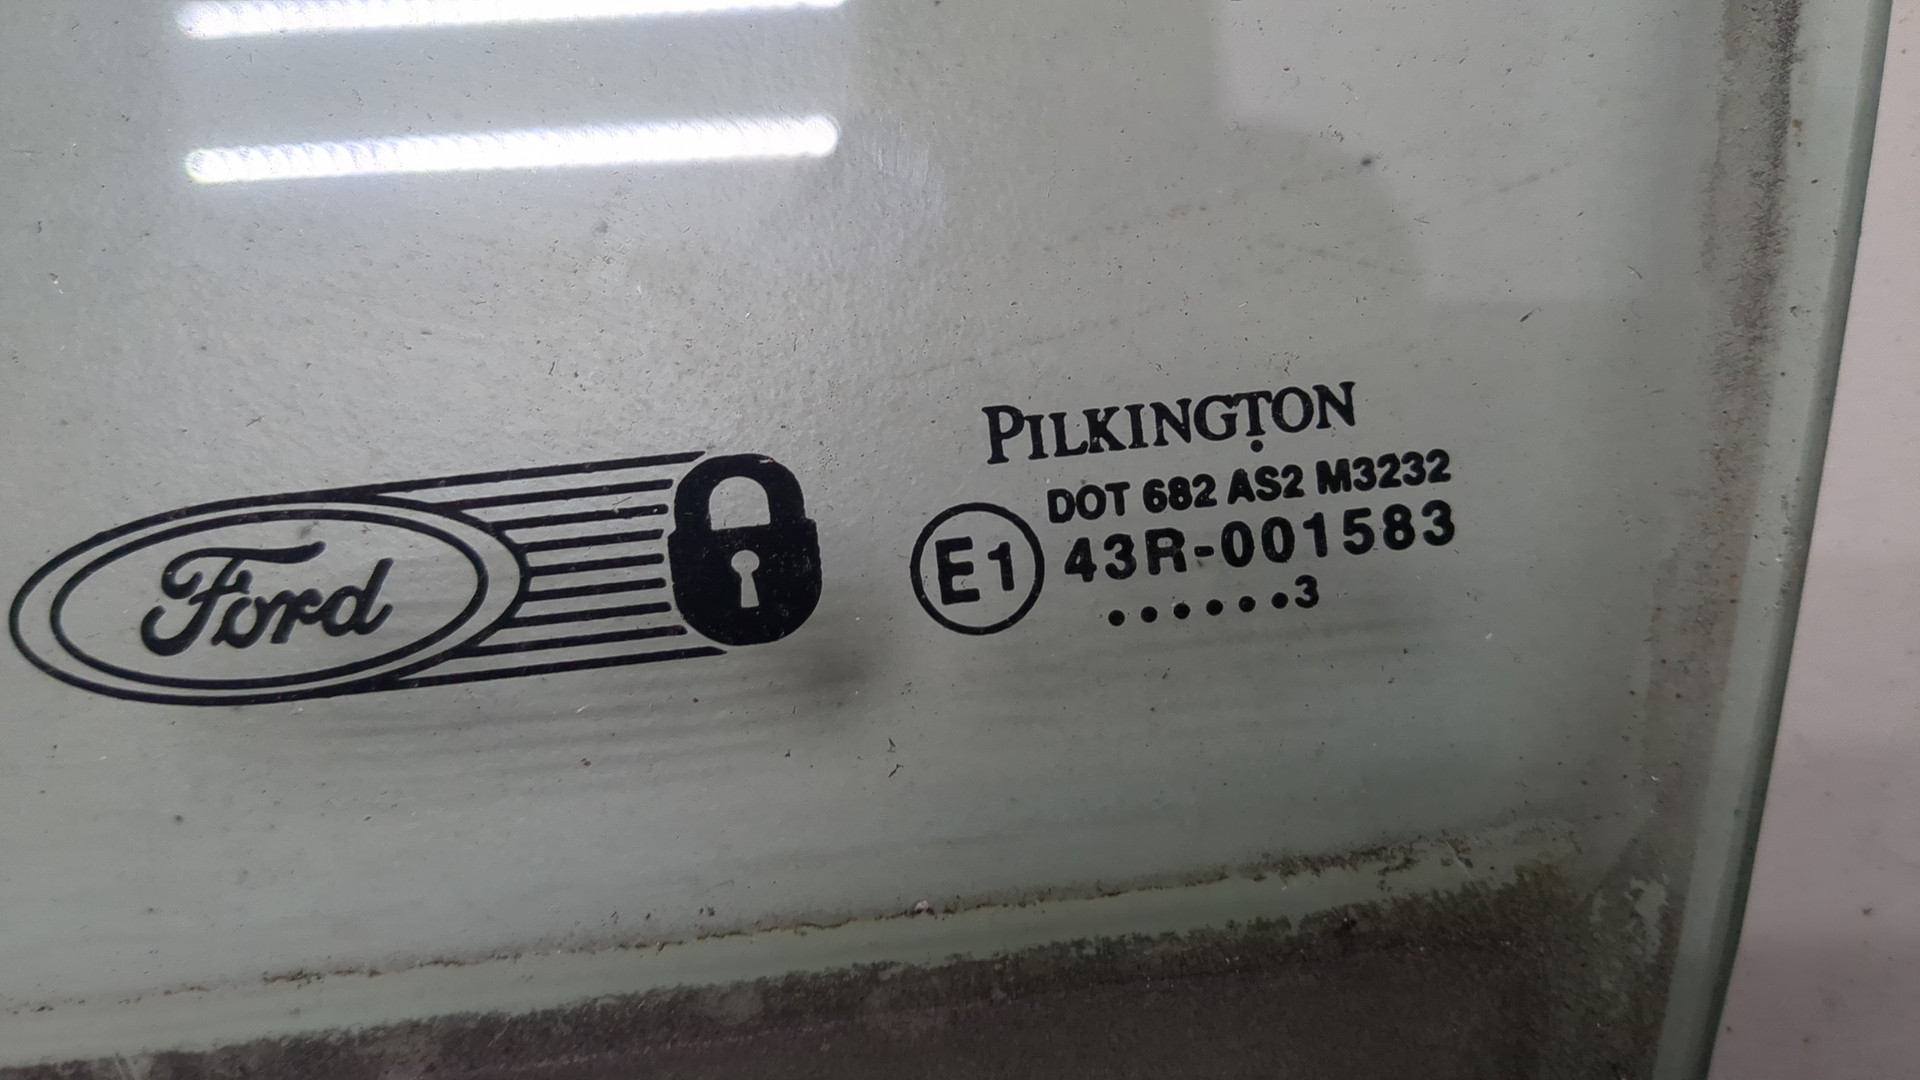 Ford
PILKINGTON
DOT 682 AS2 M3232
E1 43R-001583
......3